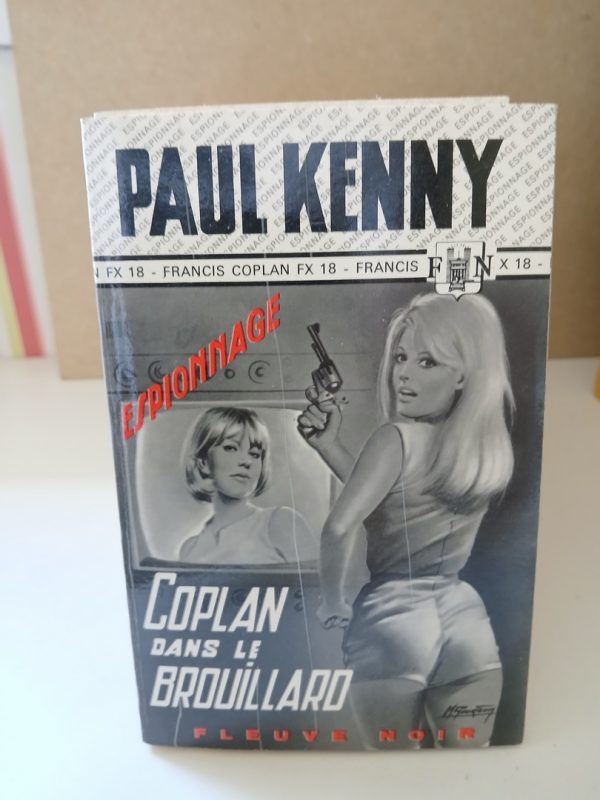 PAUL KENNY
N FX 18 - FRANCIS COPLAN FX 18 - FRANCIS F N X 18 -
ESPIONNAGE
COPLAN
DANS LE
BROUILLARD
FLEUVE NOIR